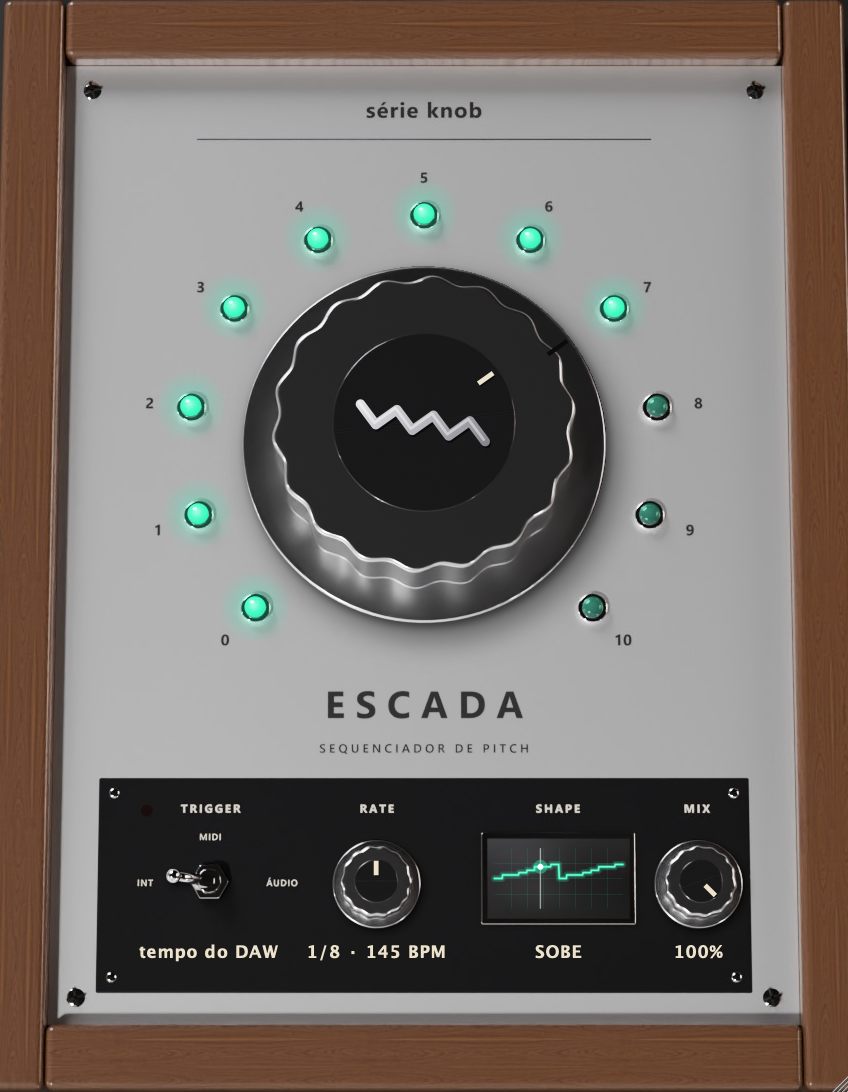 série knob
5
4
6
3
7
2
8
1
9
0
10
ESCADA
SEQUENCIADOR DE PITCH
TRIGGER
RATE
SHAPE
MIX
MIDI
INT
ÁUDIO
tempo do DAW
1/8 · 145 BPM
SOBE
100%